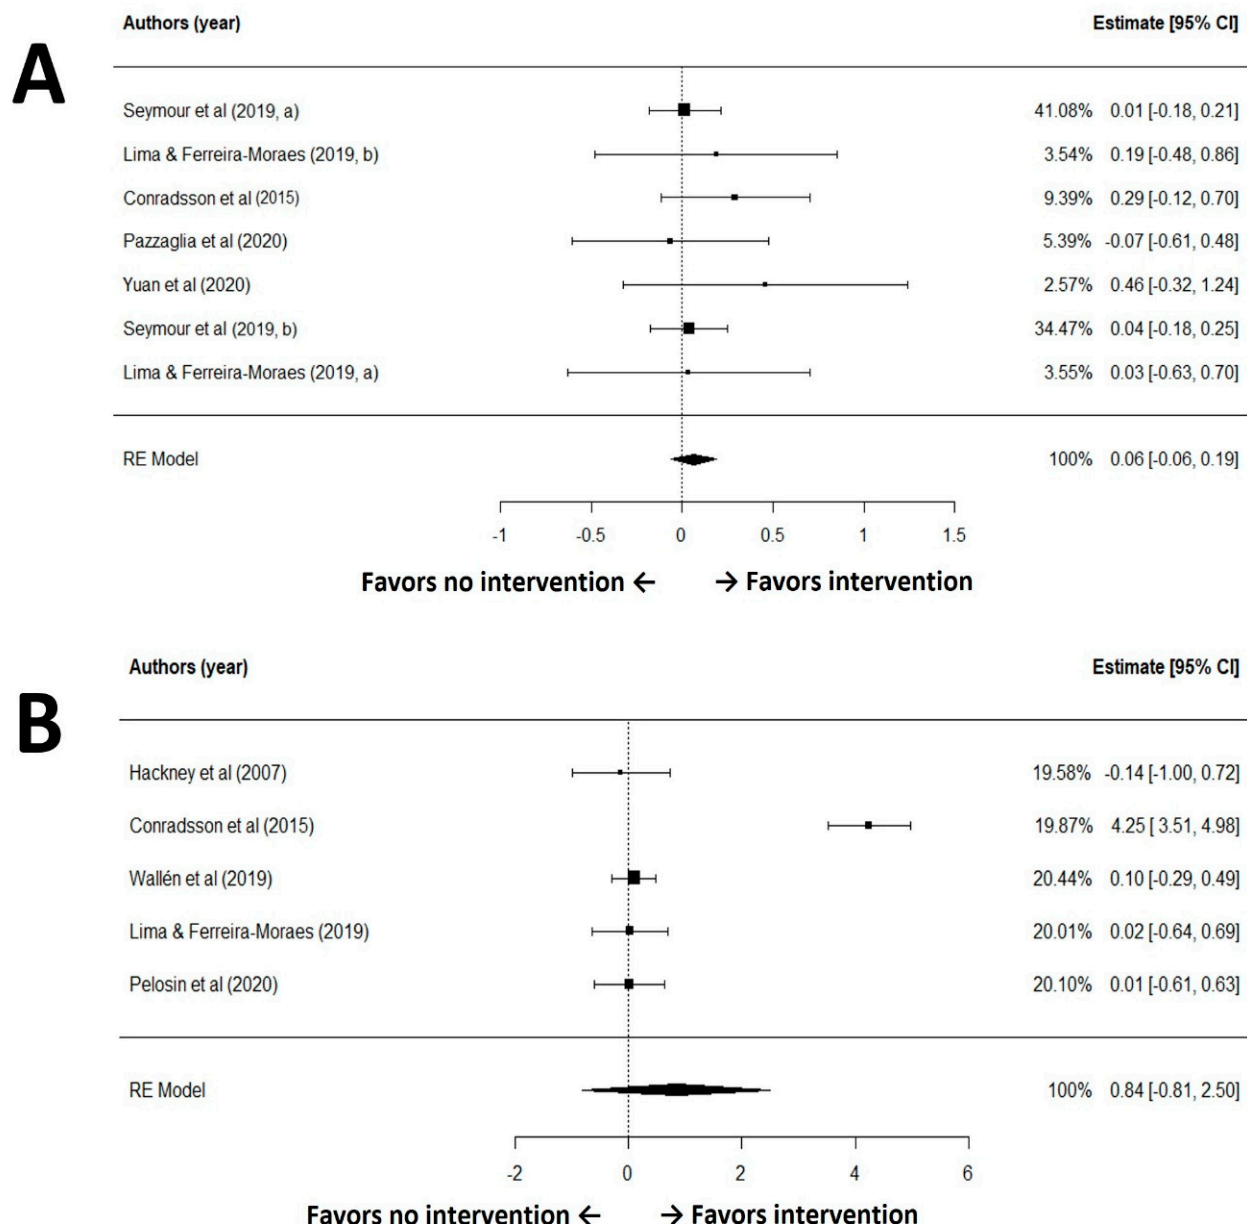 A
Authors (year) Estimate [95% CI]
Seymour et al (2019, a) 41.08% 0.01 [-0.18, 0.21]
Lima & Ferreira-Moraes (2019, b) 3.54% 0.19 [-0.48, 0.86]
Conradsson et al (2015) 9.39% 0.29 [-0.12, 0.70]
Pazzaglia et al (2020) 5.39% -0.07 [-0.61, 0.48]
Yuan et al (2020) 2.57% 0.46 [-0.32, 1.24]
Seymour et al (2019, b) 34.47% 0.04 [-0.18, 0.25]
Lima & Ferreira-Moraes (2019, a) 3.55% 0.03 [-0.63, 0.70]
RE Model 100% 0.06 [-0.06, 0.19]
-1 -0.5 0 0.5 1 1.5
Favors no intervention ← → Favors intervention
B
Authors (year) Estimate [95% CI]
Hackney et al (2007) 19.58% -0.14 [-1.00, 0.72]
Conradsson et al (2015) 19.87% 4.25 [ 3.51, 4.98]
Wallén et al (2019) 20.44% 0.10 [-0.29, 0.49]
Lima & Ferreira-Moraes (2019) 20.01% 0.02 [-0.64, 0.69]
Pelosin et al (2020) 20.10% 0.01 [-0.61, 0.63]
RE Model 100% 0.84 [-0.81, 2.50]
-2 0 2 4 6
Favors no intervention ← → Favors intervention